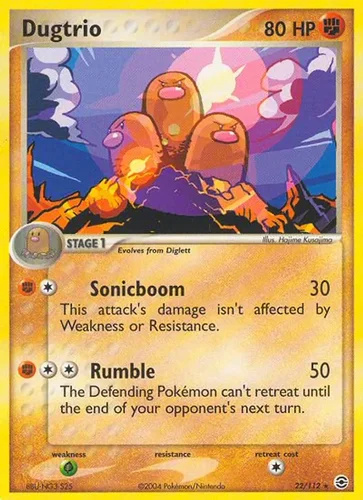 Dugtrio 80 HP
Illus. Hajime Kusajima
STAGE 1
Evolves from Diglett
Sonicboom 30
This attack's damage isn't affected by
Weakness or Resistance.
Rumble 50
The Defending Pokémon can't retreat until
the end of your opponent's next turn.
weakness resistance retreat cost
©2004 Pokémon/Nintendo 22/112 ★